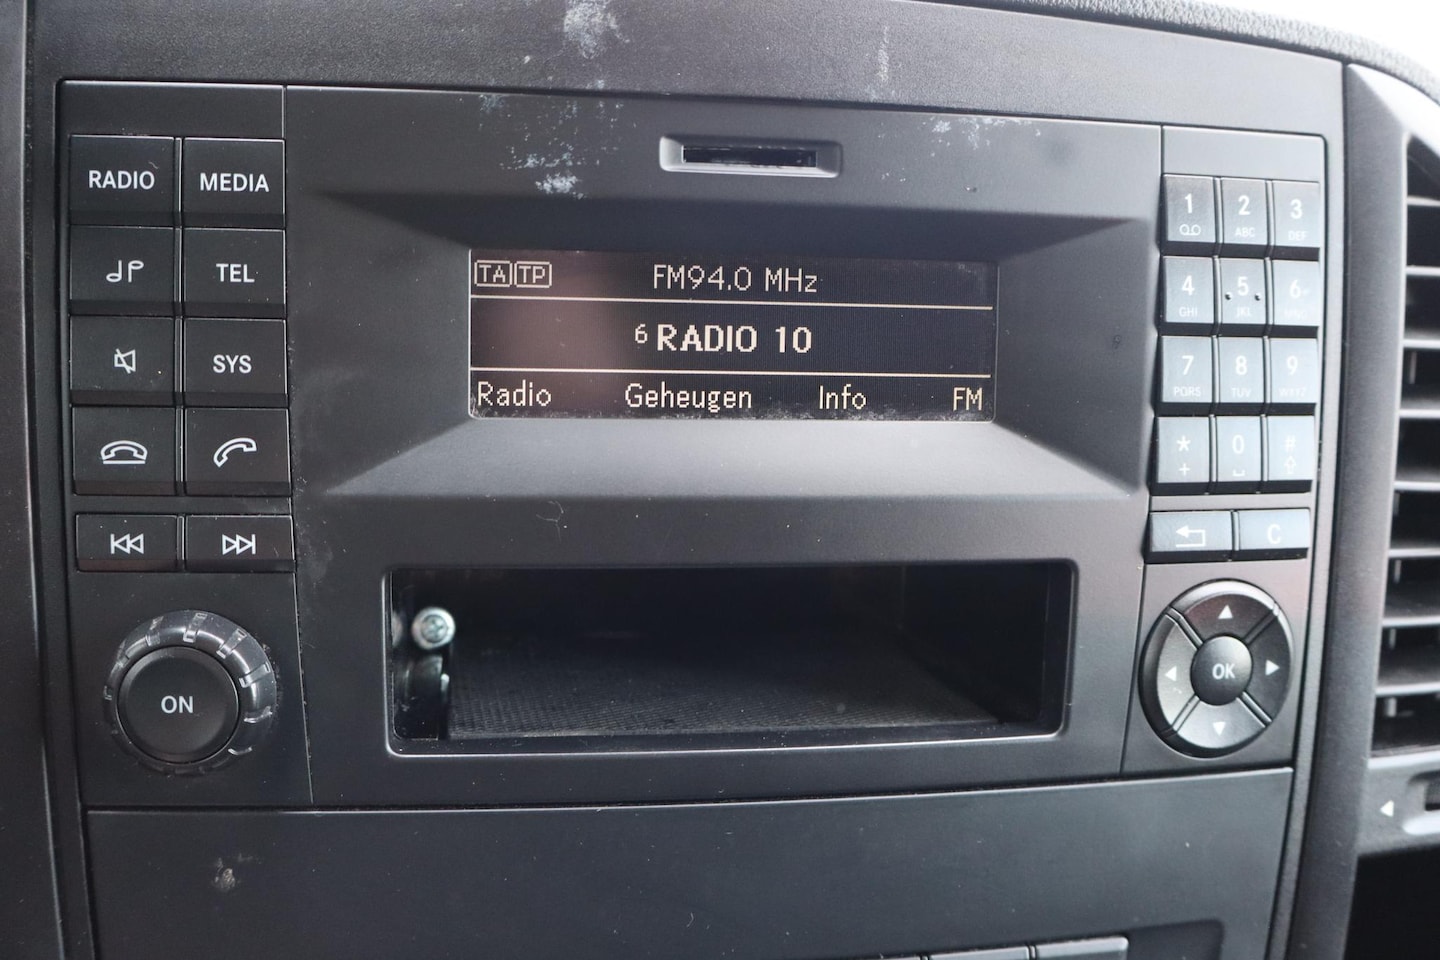 RADIO MEDIA
TEL
SYS
ON
TA TP FM94.0 MHz
6 RADIO 10
Radio Geheugen Info FM
1 2 3
ABC DEF
4 5 6
GHI JKL MNO
7 8 9
PQRS TUV WXYZ
* 0 #
+
C
OK